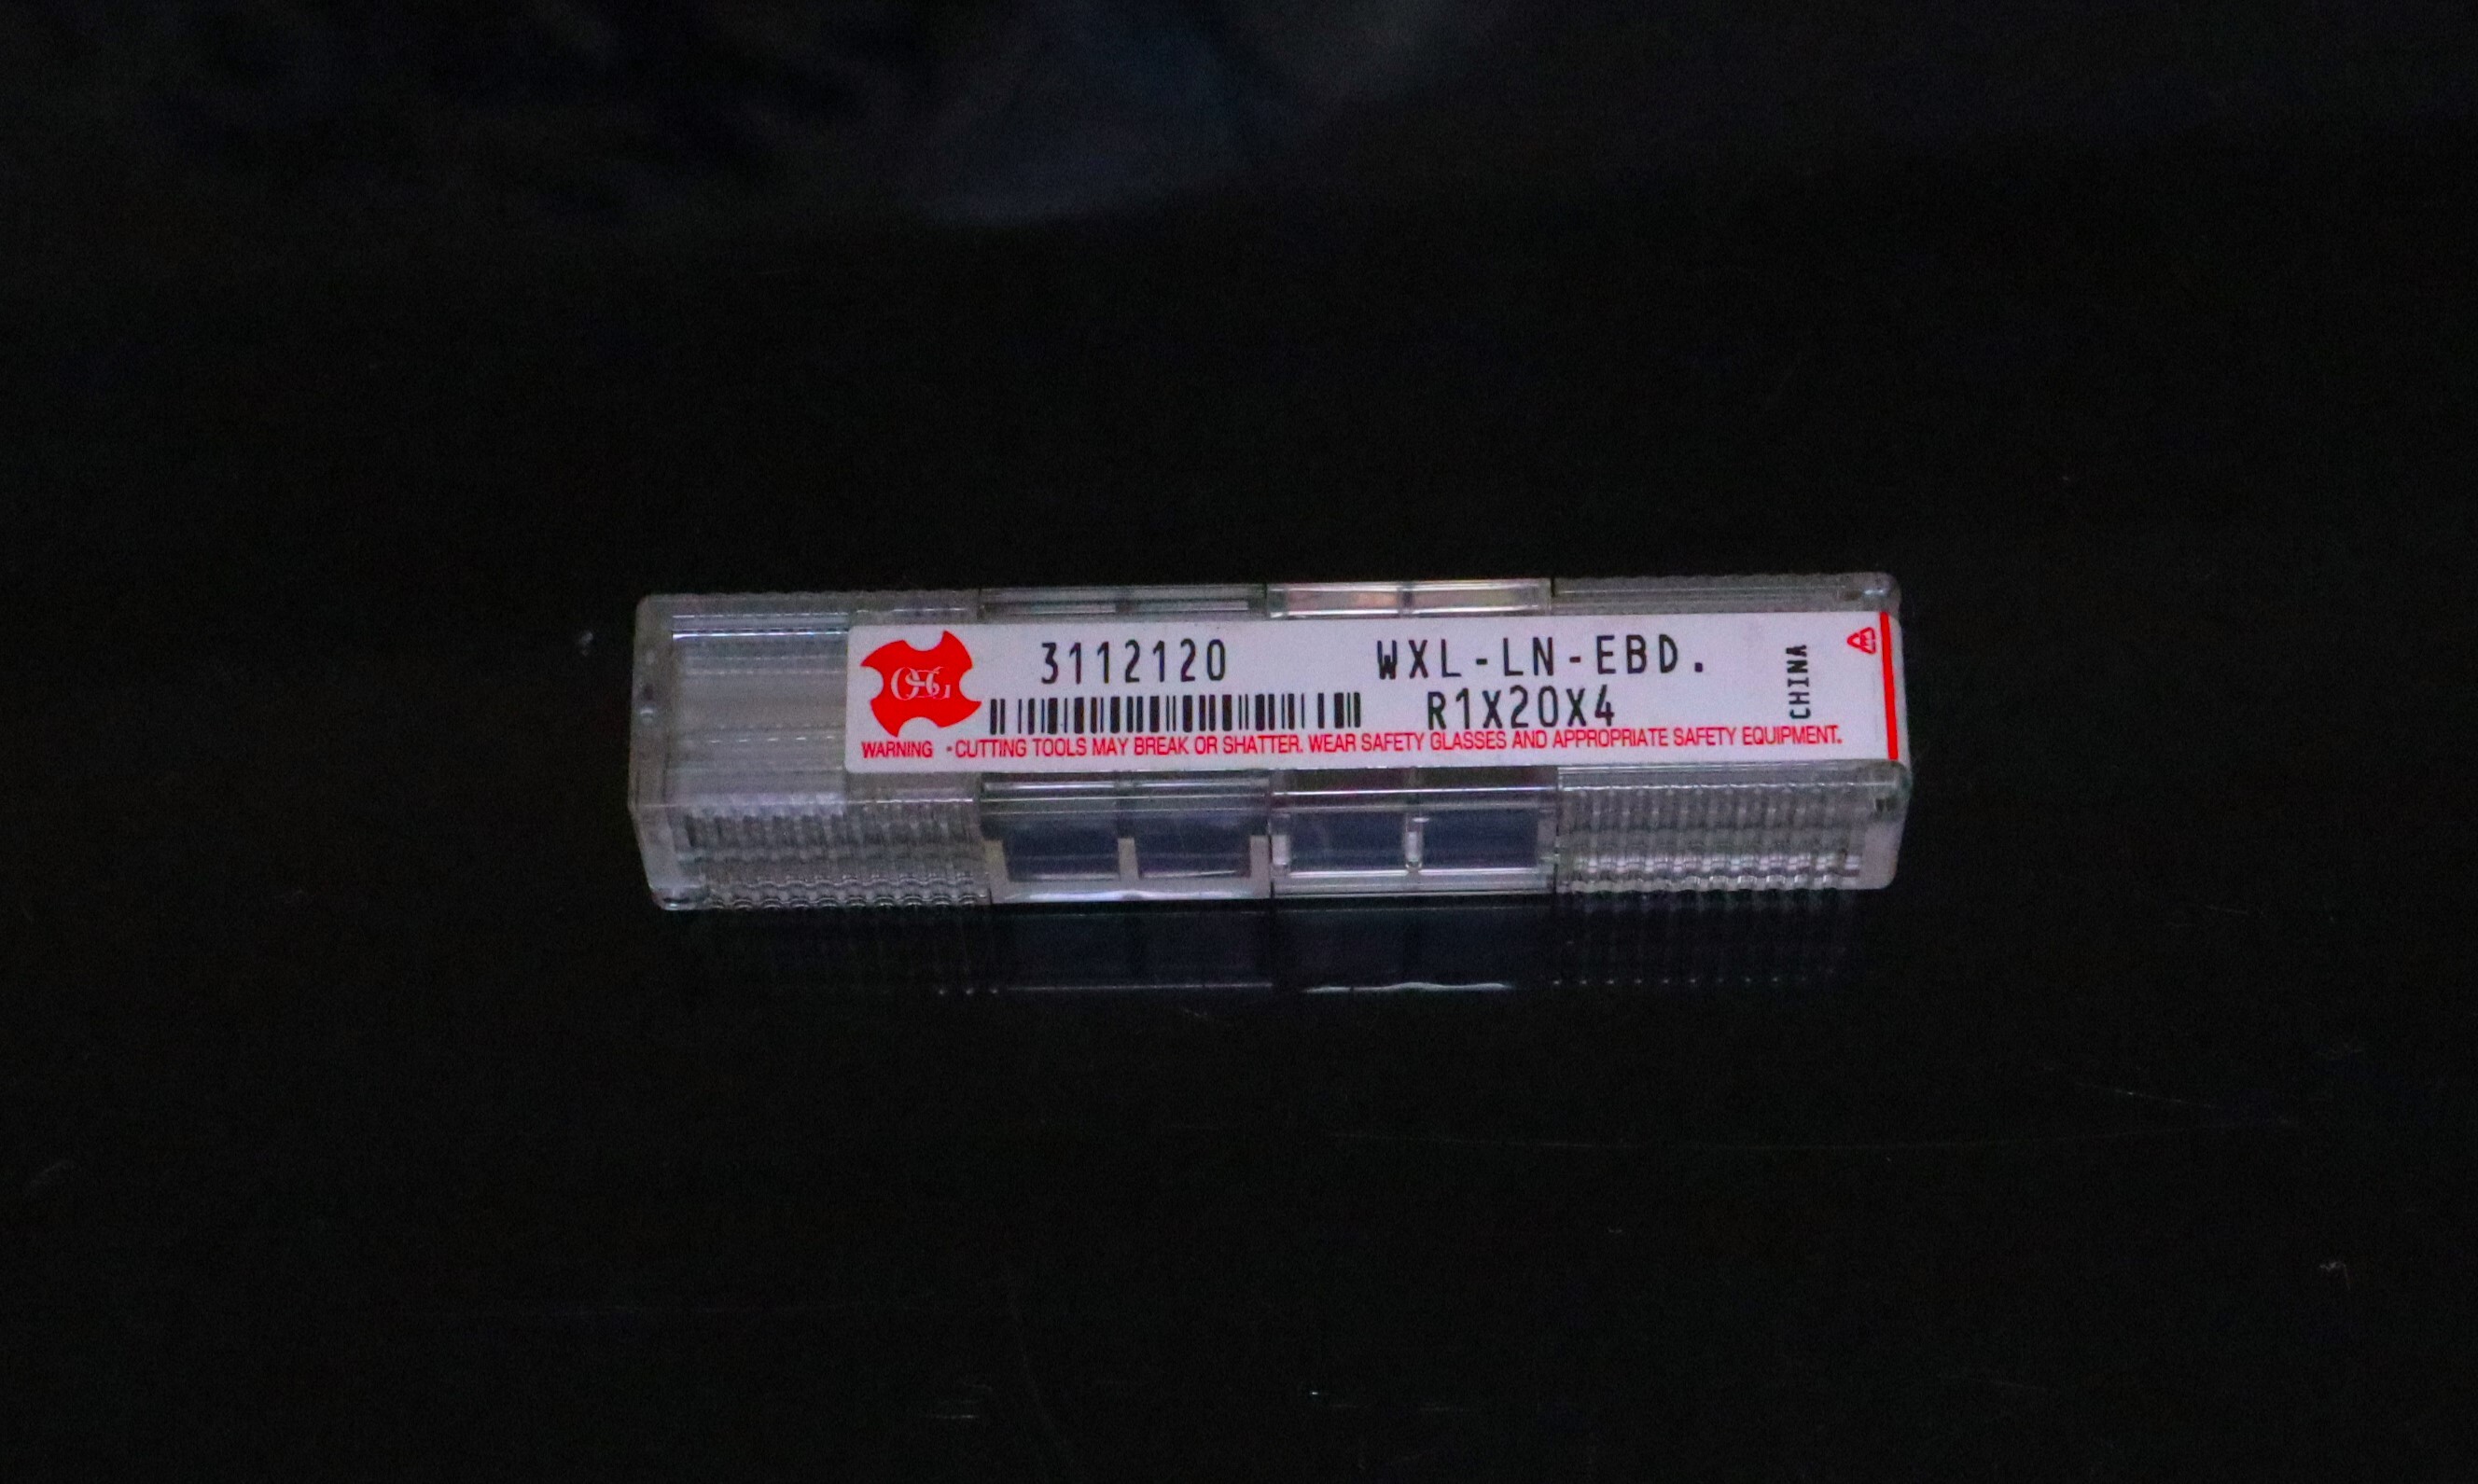 OSG
3112120
WXL-LN-EBD.
R1X20X4
CHINA
WARNING • CUTTING TOOLS MAY BREAK OR SHATTER. WEAR SAFETY GLASSES AND APPROPRIATE SAFETY EQUIPMENT.